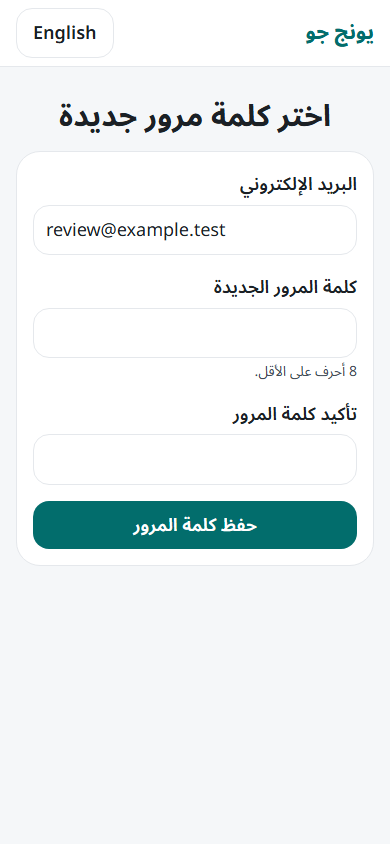 يونج جو
English
اختر كلمة مرور جديدة
البريد الإلكتروني
review@example.test
كلمة المرور الجديدة
8 أحرف على الأقل.
تأكيد كلمة المرور
حفظ كلمة المرور